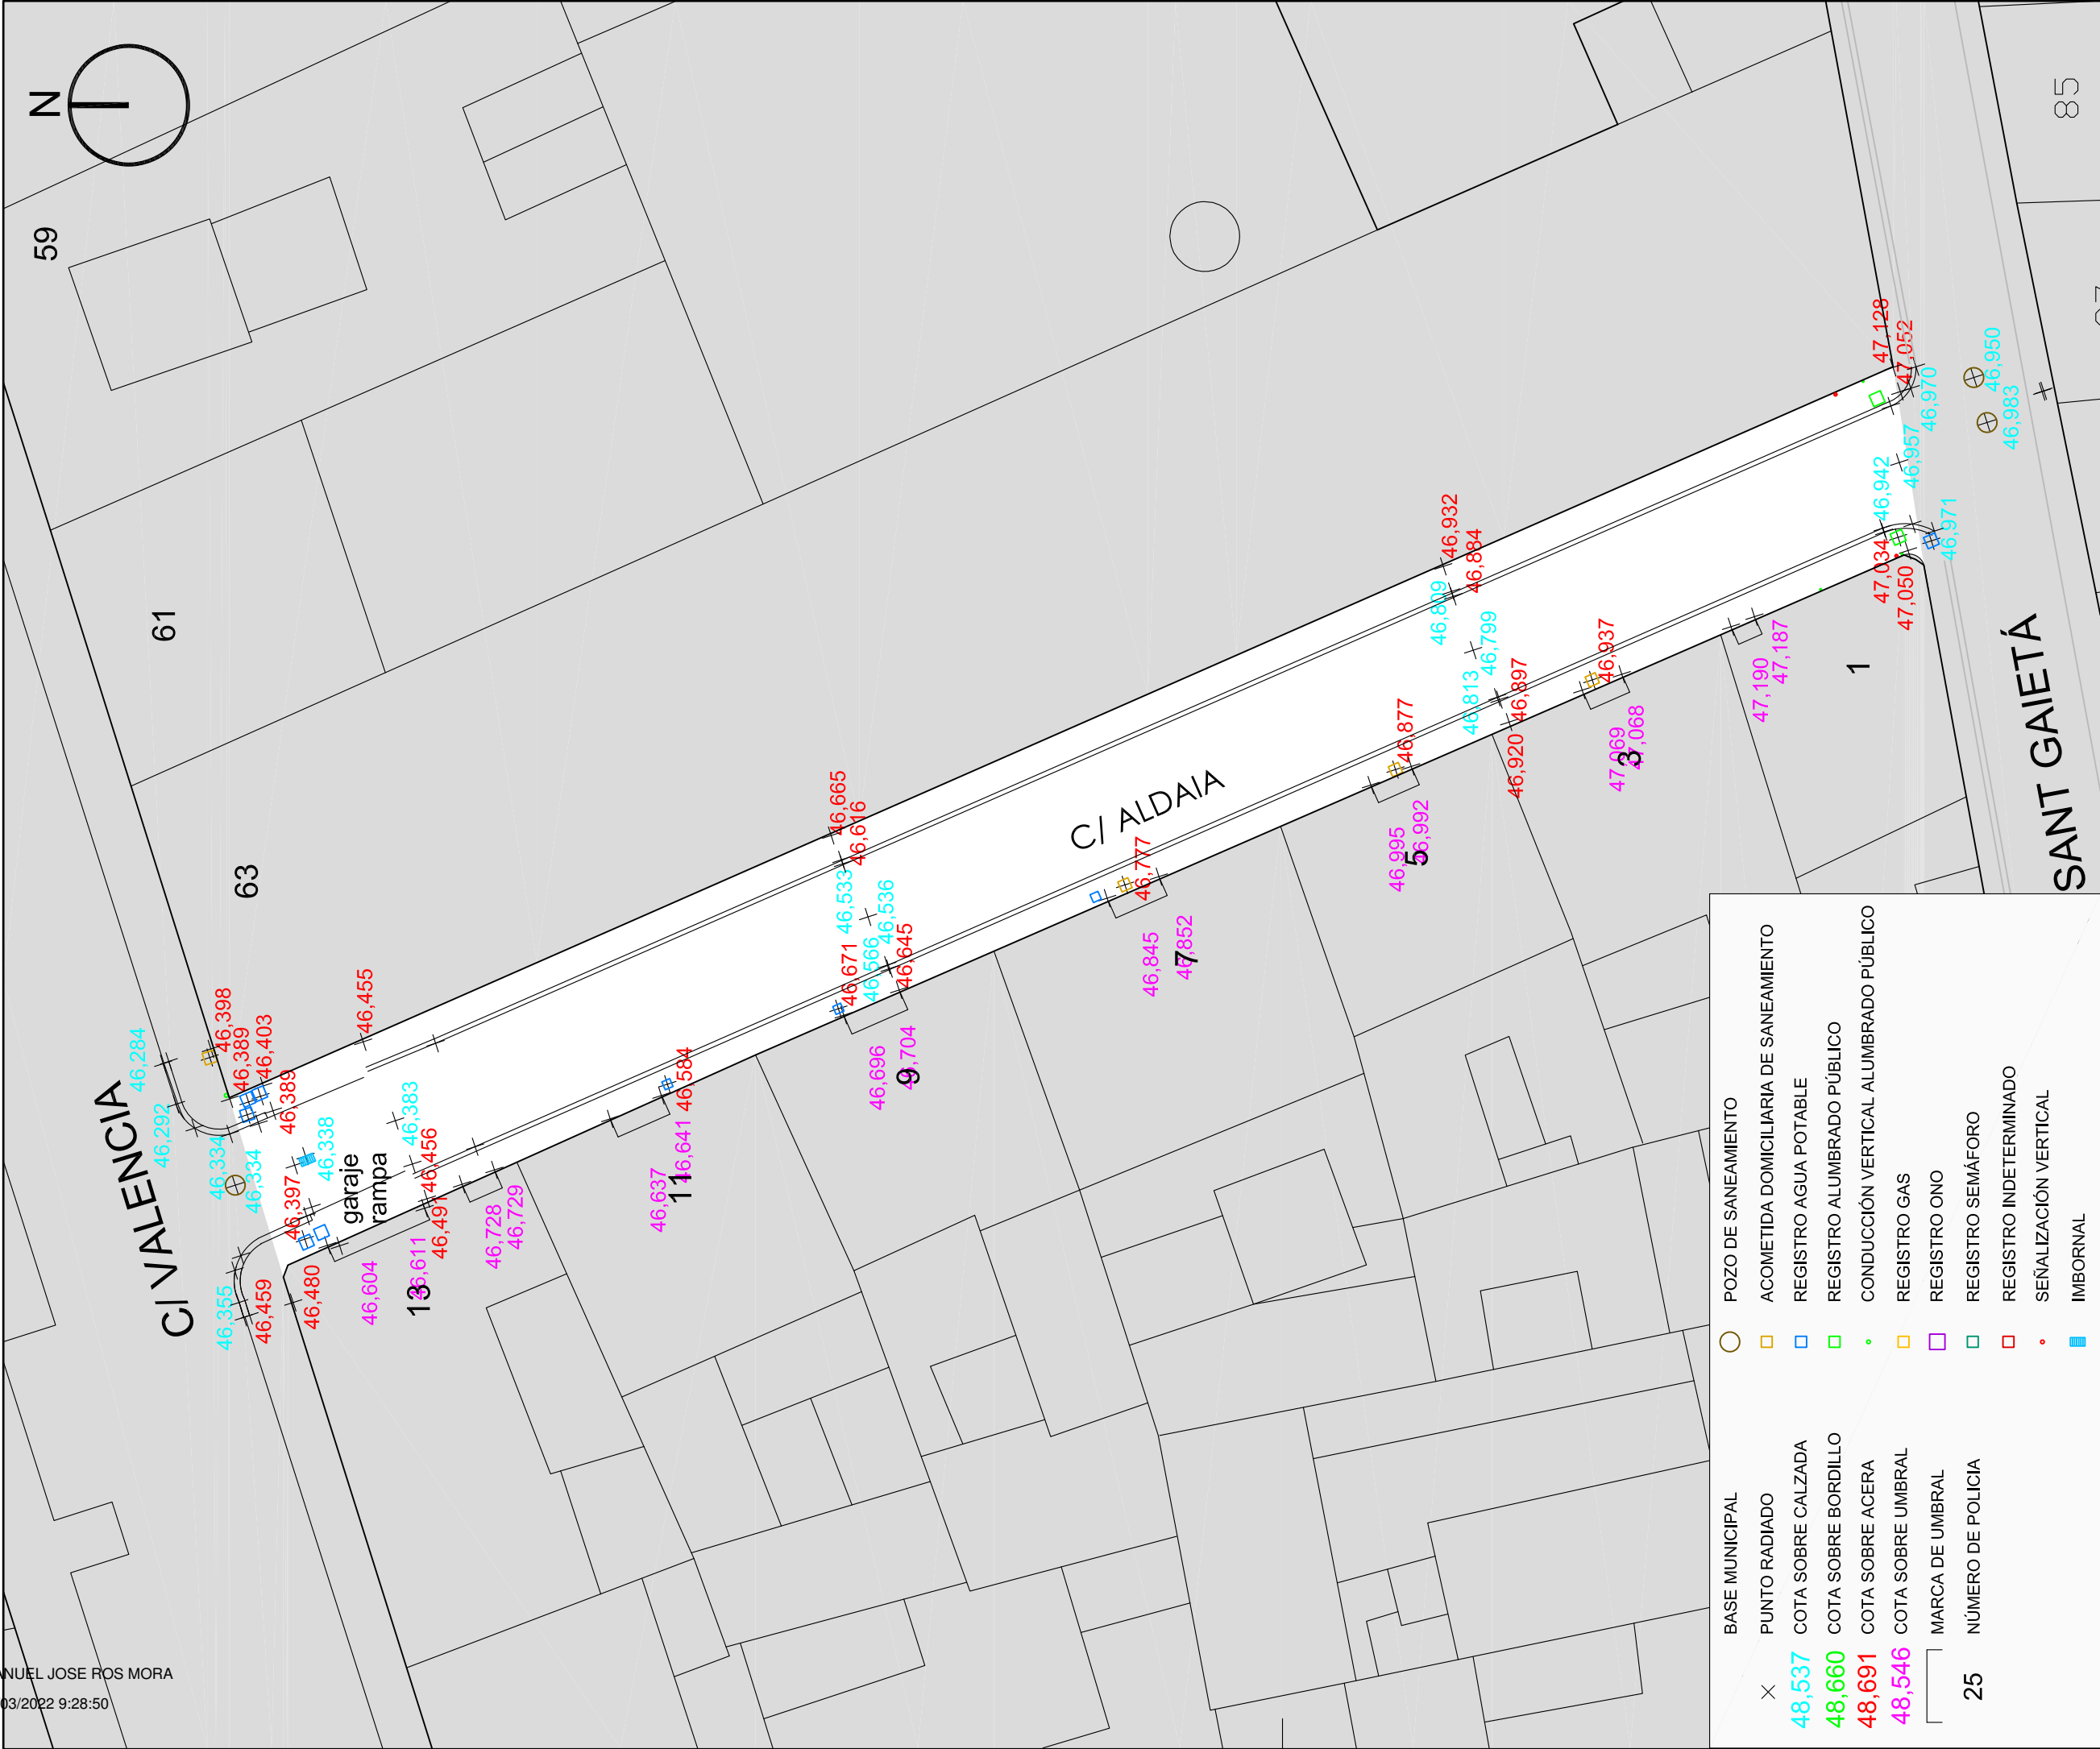 N
59
61
63
C/ VALENCIA
46,284
46,292
46,334
46,334
46,398
46,389
46,403
46,389
46,455
46,338
46,383
garaje
rampa
46,397
46,456
46,491
46,355
46,459
46,480
46,604
46,611
13
46,728
46,729
46,637
46,641
11
46,584
46,665
46,616
46,533
46,536
46,671
46,566
46,645
46,696
46,704
9
C/ ALDAIA
46,777
46,845
46,852
7
46,932
46,884
46,809
46,799
46,813
46,897
46,920
46,877
46,995
46,992
5
46,937
47,069
47,068
3
47,190
47,187
1
47,128
47,052
46,970
46,957
46,942
46,971
47,034
47,050
46,950
46,983
85
SANT GAIETÁ
BASE MUNICIPAL
PUNTO RADIADO
48,537 COTA SOBRE CALZADA
48,660 COTA SOBRE BORDILLO
48,691 COTA SOBRE ACERA
48,546 COTA SOBRE UMBRAL
MARCA DE UMBRAL
25 NÚMERO DE POLICIA
POZO DE SANEAMIENTO
ACOMETIDA DOMICILIARIA DE SANEAMIENTO
REGISTRO AGUA POTABLE
REGISTRO ALUMBRADO PÚBLICO
CONDUCCIÓN VERTICAL ALUMBRADO PÚBLICO
REGISTRO GAS
REGISTRO ONO
REGISTRO SEMÁFORO
REGISTRO INDETERMINADO
SEÑALIZACIÓN VERTICAL
IMBORNAL
ANUEL JOSE ROS MORA
03/2022 9:28:50